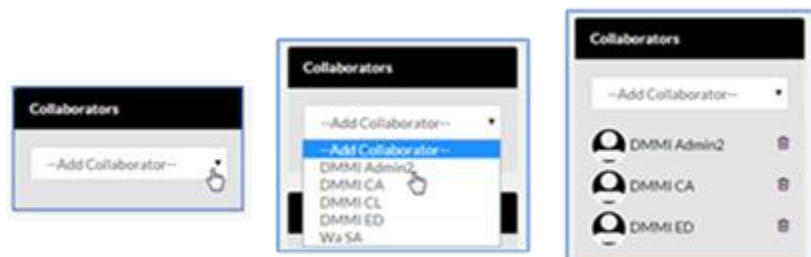 Collaborators
--Add Collaborator--
Collaborators
--Add Collaborator--
--Add Collaborator--
DMMI Admin2
DMMI CA
DMMI CL
DMMI ED
Wa SA
Collaborators
--Add Collaborator--
DMMI Admin2
DMMI CA
DMMI ED